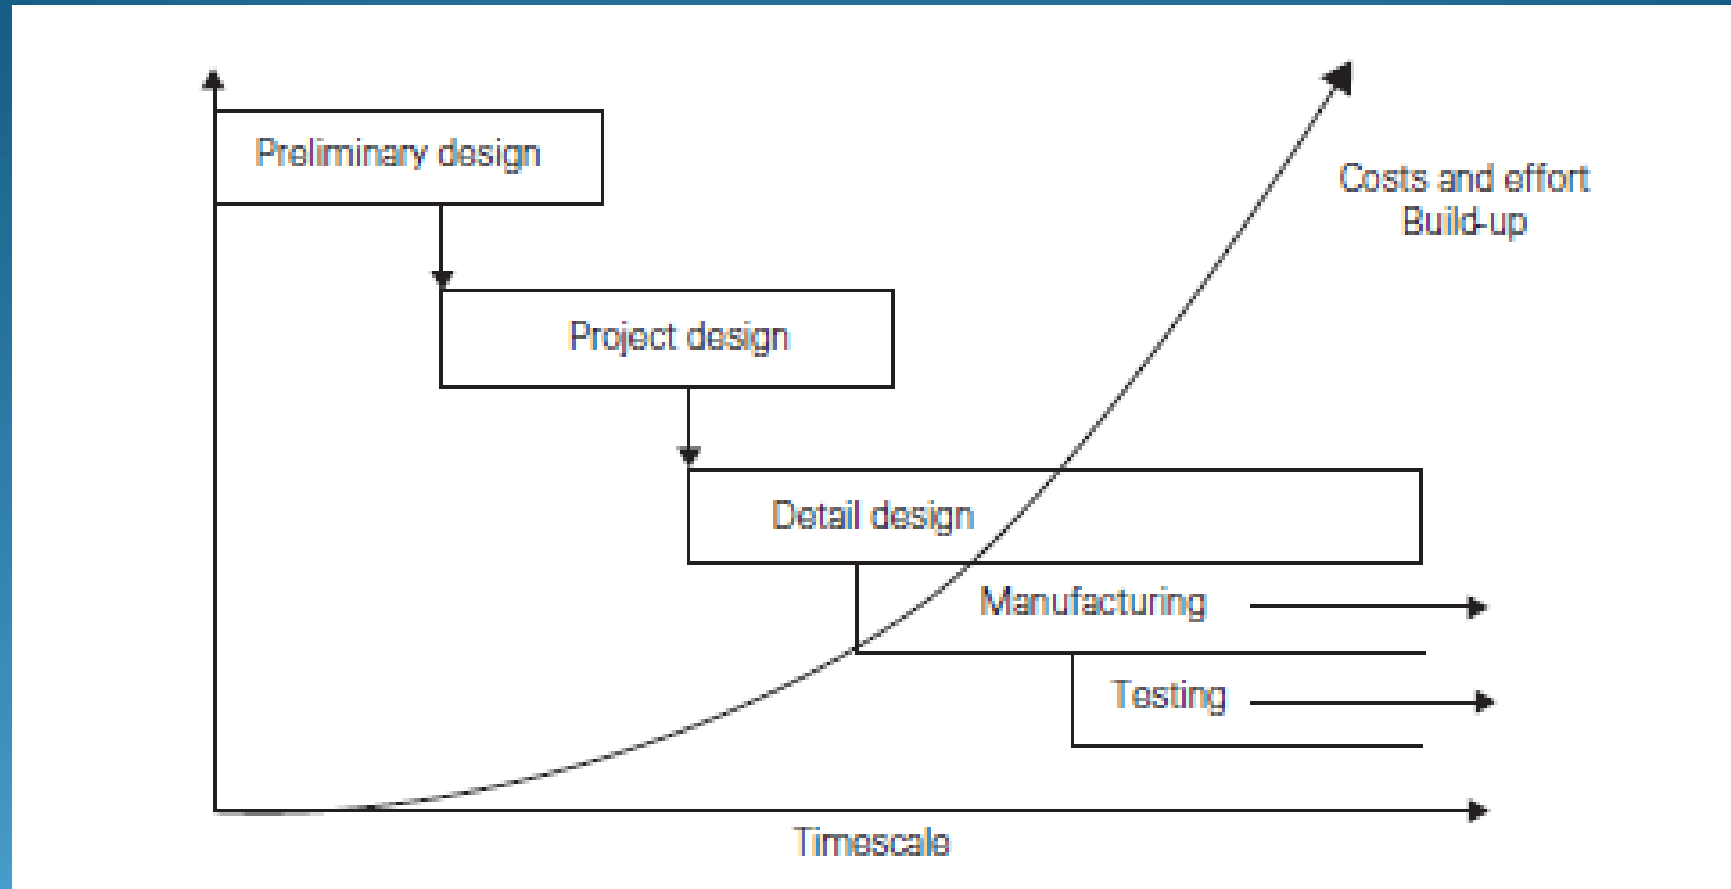 Preliminary design
Costs and effort
Build-up
Project design
Detail design
Manufacturing
Testing
Timescale